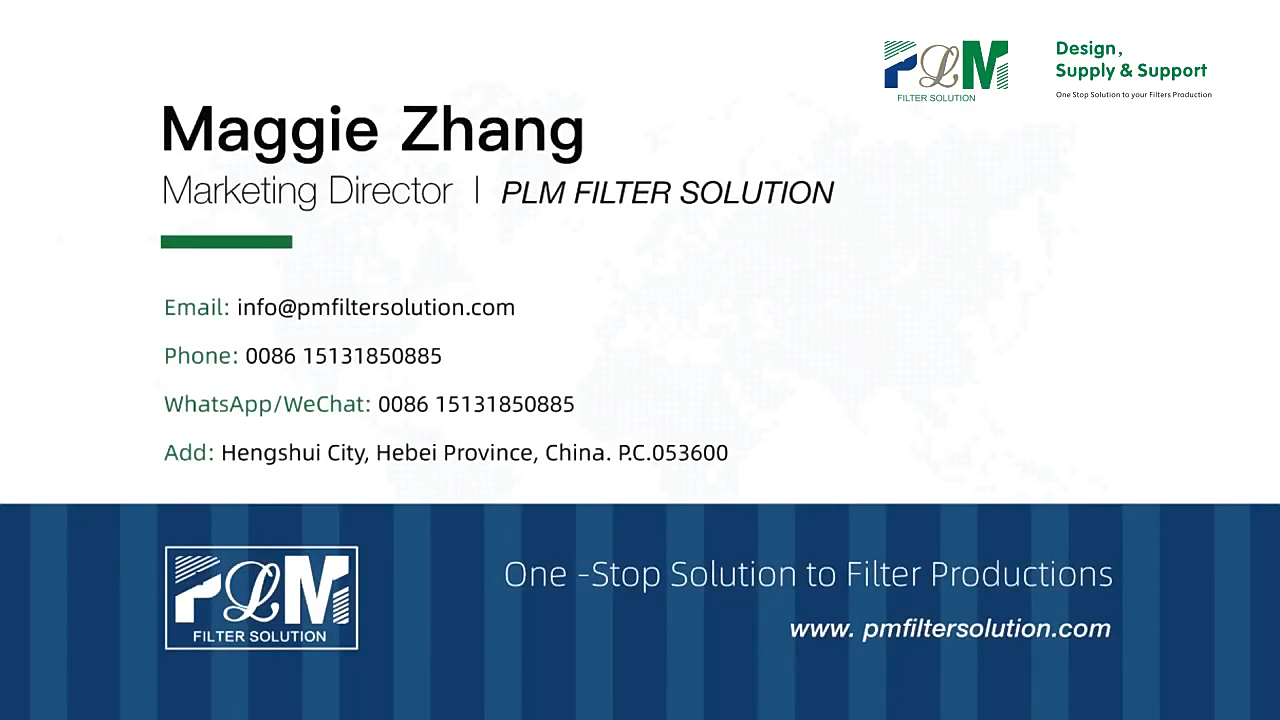 PLM
FILTER SOLUTION
Design,
Supply & Support
One Stop Solution to your Filters Production
Maggie Zhang
Marketing Director | PLM FILTER SOLUTION
Email: info@pmfiltersolution.com
Phone: 0086 15131850885
WhatsApp/WeChat: 0086 15131850885
Add: Hengshui City, Hebei Province, China. P.C.053600
PLM
FILTER SOLUTION
One -Stop Solution to Filter Productions
www. pmfiltersolution.com